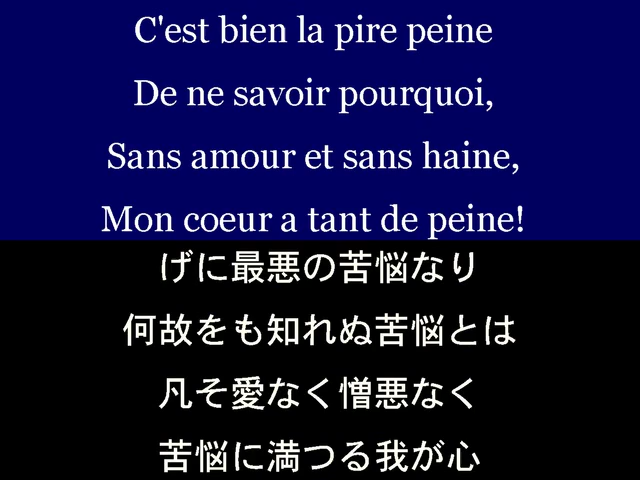 C'est bien la pire peine
De ne savoir pourquoi,
Sans amour et sans haine,
Mon coeur a tant de peine!
げに最悪の苦悩なり
何故をも知れぬ苦悩とは
凡そ愛なく憎悪なく
苦悩に満つる我が心